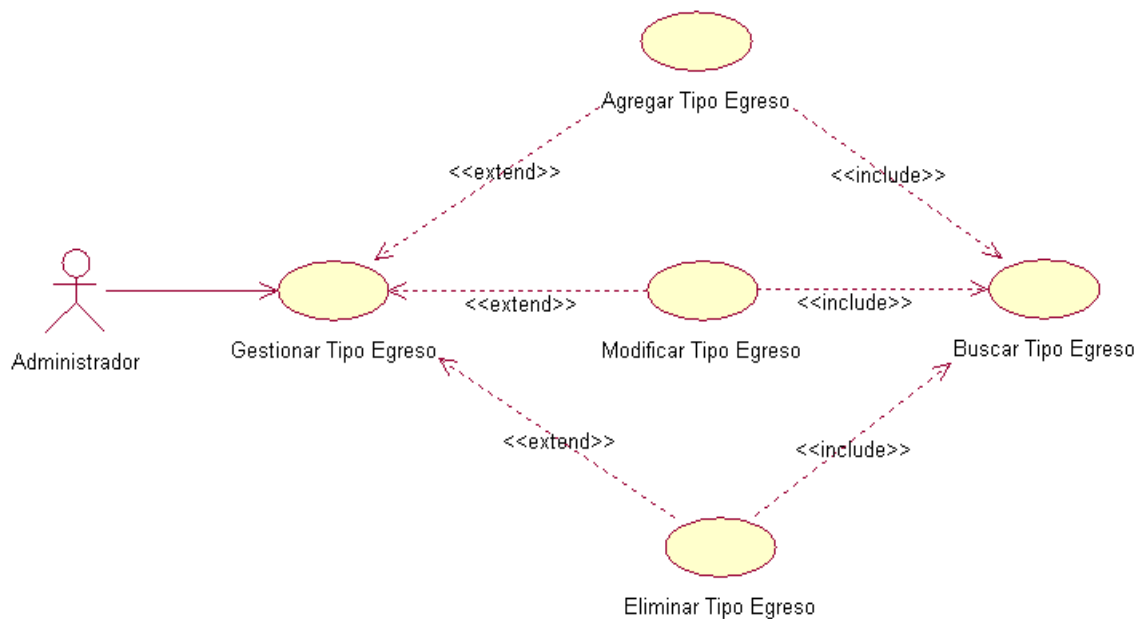 Agregar Tipo Egreso
<<extend>>
<<include>>
Administrador
Gestionar Tipo Egreso
<<extend>>
Modificar Tipo Egreso
<<include>>
Buscar Tipo Egreso
<<extend>>
<<include>>
Eliminar Tipo Egreso